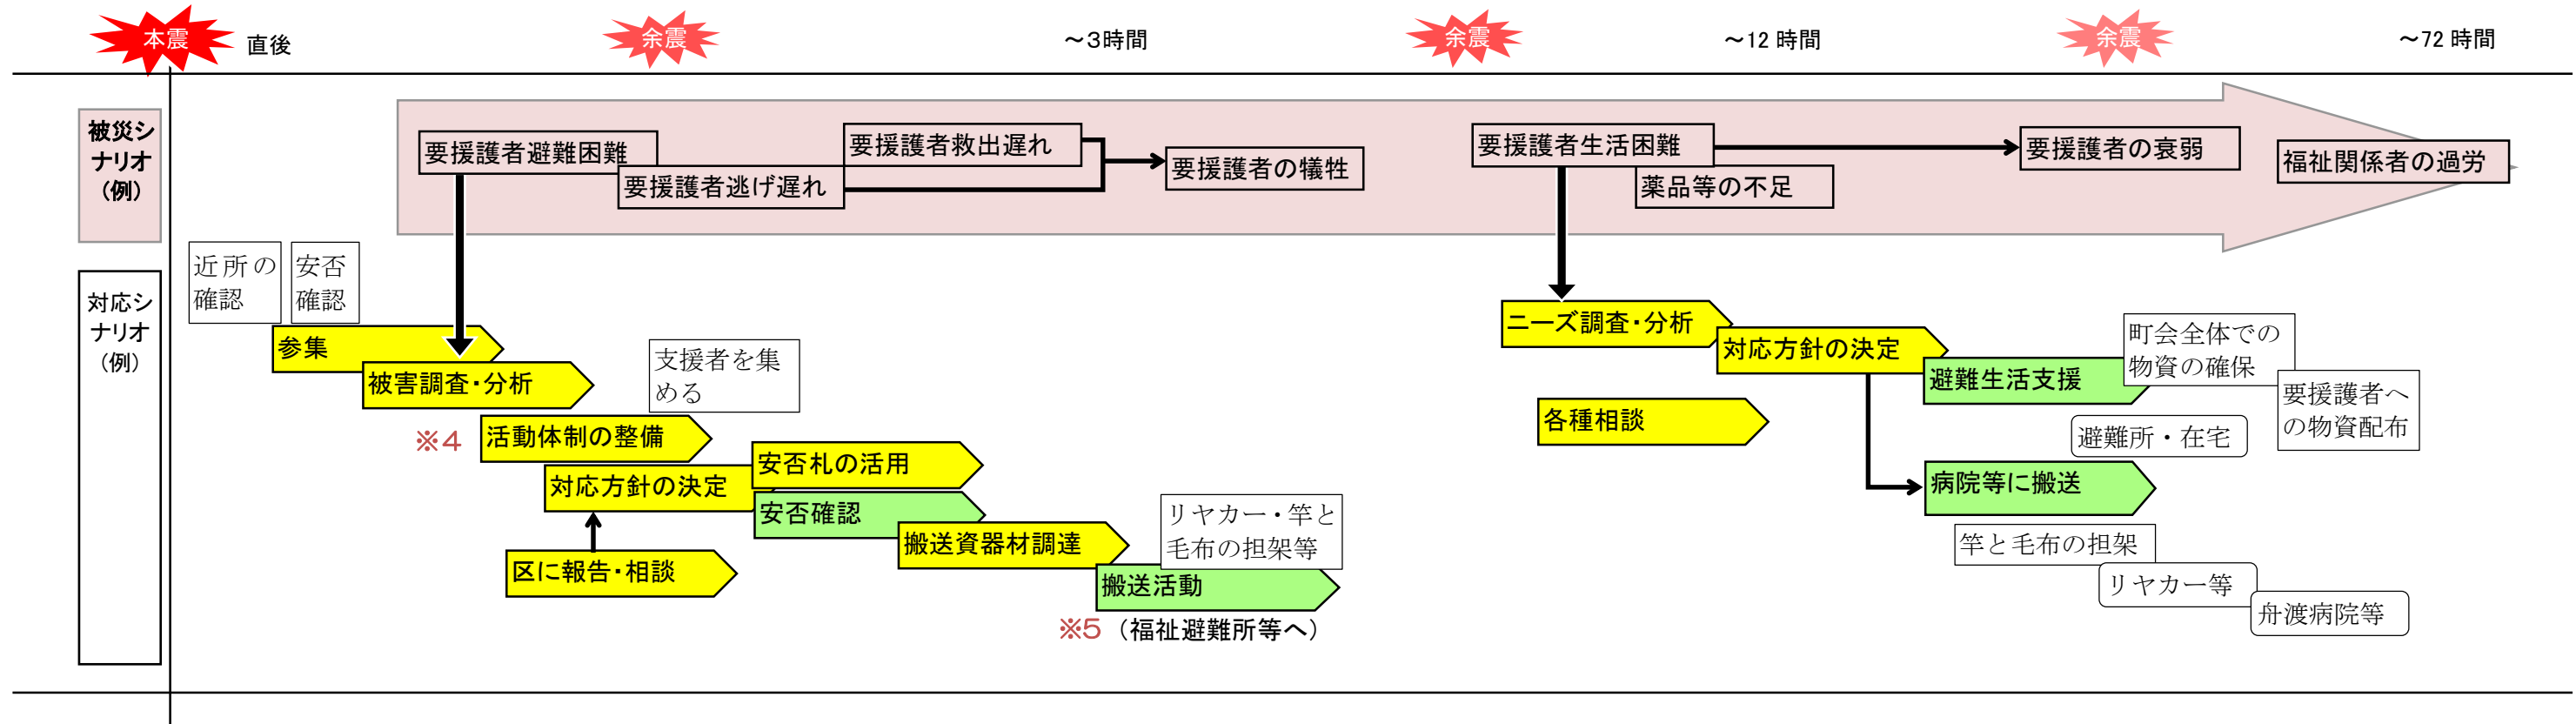 本震
直後
余震
～3時間
余震
～12 時間
余震
～72 時間
被災シ
ナリオ
（例）
要援護者避難困難
要援護者逃げ遅れ
要援護者救出遅れ
要援護者の犠牲
要援護者生活困難
薬品等の不足
要援護者の衰弱
福祉関係者の過労
対応シ
ナリオ
（例）
近所の
確認
安否
確認
参集
被害調査・分析
支援者を集
める
※4
活動体制の整備
対応方針の決定
安否札の活用
安否確認
区に報告・相談
搬送資器材調達
リヤカー・竿と
毛布の担架等
搬送活動
※5（福祉避難所等へ）
ニーズ調査・分析
対応方針の決定
各種相談
避難生活支援
町会全体での
物資の確保
要援護者へ
の物資配布
避難所・在宅
病院等に搬送
竿と毛布の担架
リヤカー等
舟渡病院等